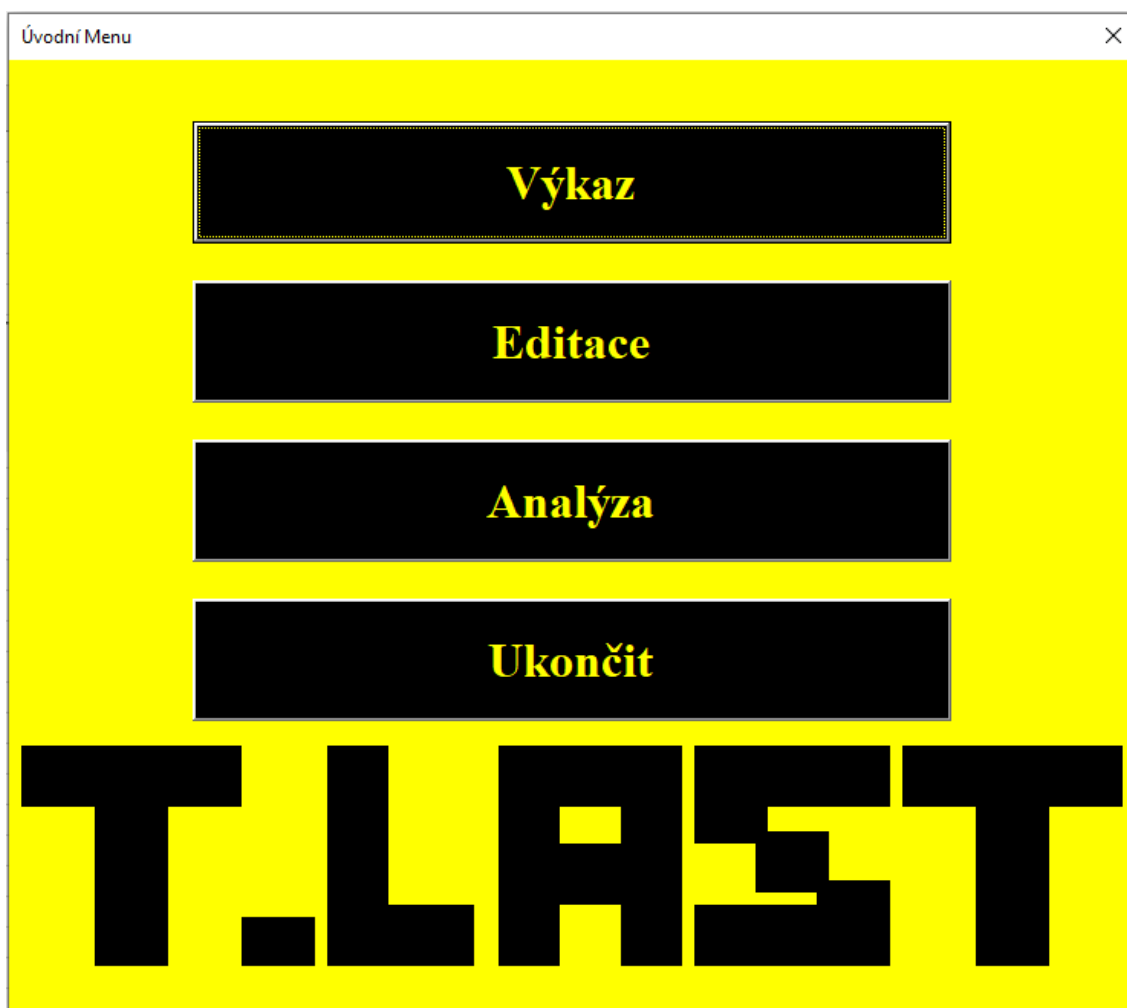 Úvodní Menu
Výkaz
Editace
Analýza
Ukončit
T.LAST